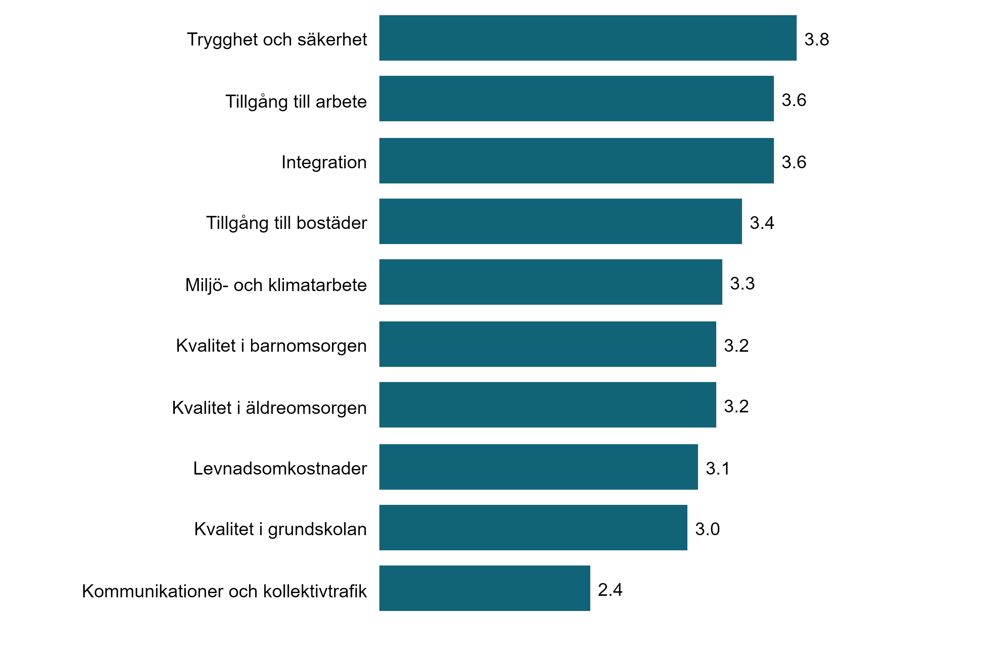 Trygghet och säkerhet 3.8
Tillgång till arbete 3.6
Integration 3.6
Tillgång till bostäder 3.4
Miljö- och klimatarbete 3.3
Kvalitet i barnomsorgen 3.2
Kvalitet i äldreomsorgen 3.2
Levnadsomkostnader 3.1
Kvalitet i grundskolan 3.0
Kommunikationer och kollektivtrafik 2.4